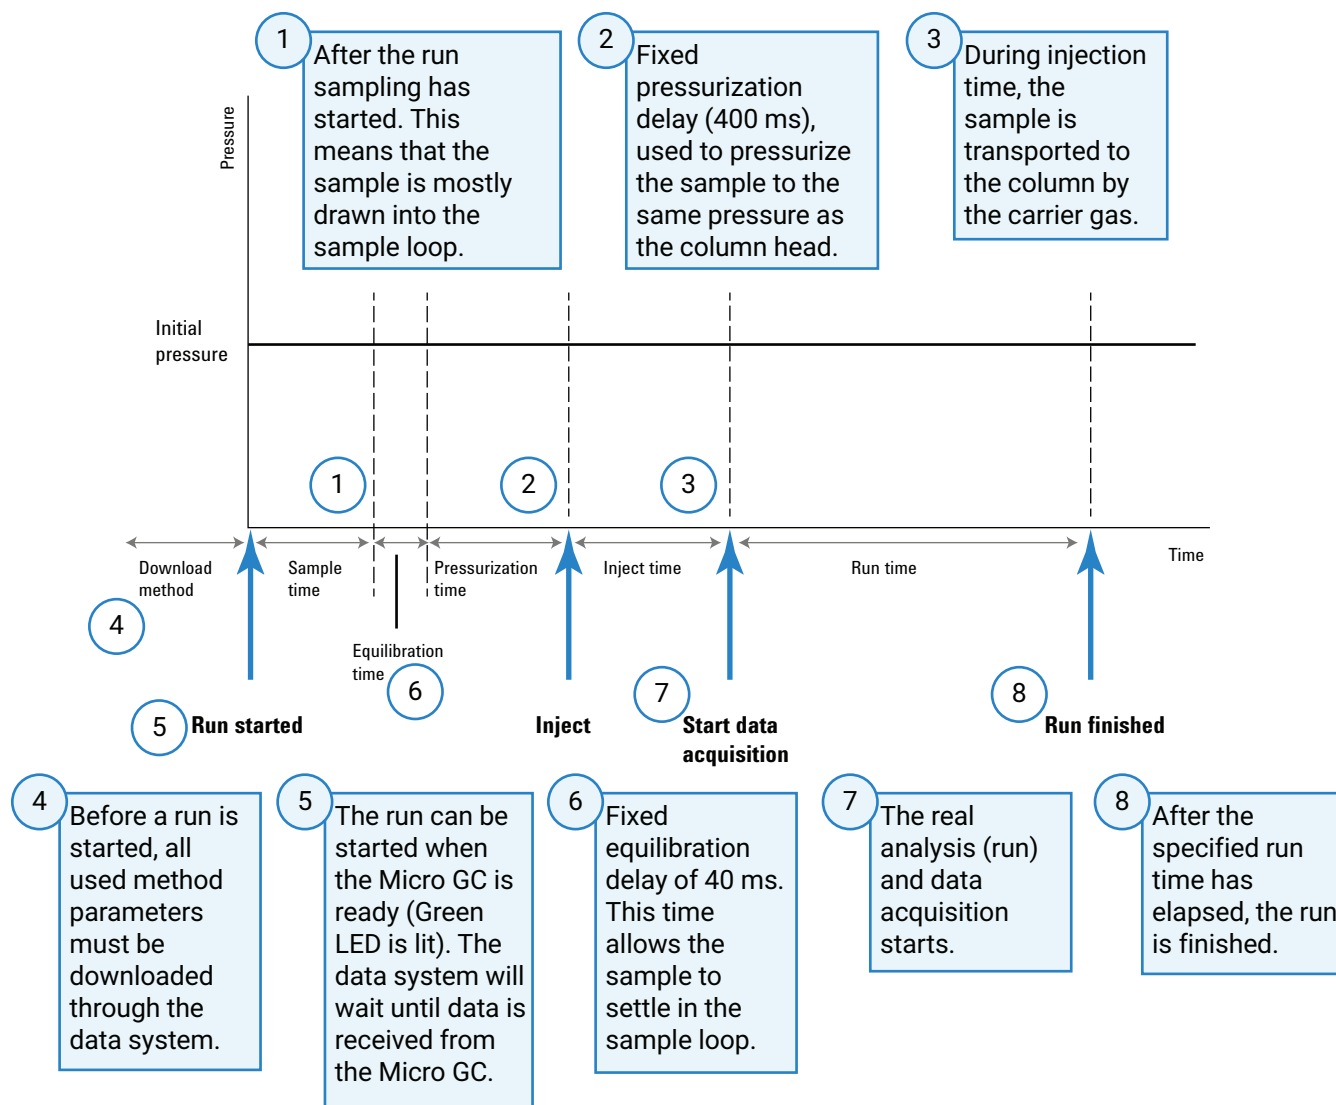 1
After the run
sampling has
started. This
means that the
sample is mostly
drawn into the
sample loop.
2
Fixed
pressurization
delay (400 ms),
used to pressurize
the sample to the
same pressure as
the column head.
3
During injection
time, the
sample is
transported to
the column by
the carrier gas.
Pressure
Initial
pressure
1
2
3
Download
method
Sample
time
Pressurization
time
Inject time
Run time
Time
4
Equilibration
time
6
5
Run started
Inject
7
Start data
acquisition
8
Run finished
4
Before a run is
started, all
used method
parameters
must be
downloaded
through the
data system.
5
The run can be
started when
the Micro GC is
ready (Green
LED is lit). The
data system will
wait until data is
received from
the Micro GC.
6
Fixed
equilibration
delay of 40 ms.
This time
allows the
sample to
settle in the
sample loop.
7
The real
analysis (run)
and data
acquisition
starts.
8
After the
specified run
time has
elapsed, the run
is finished.